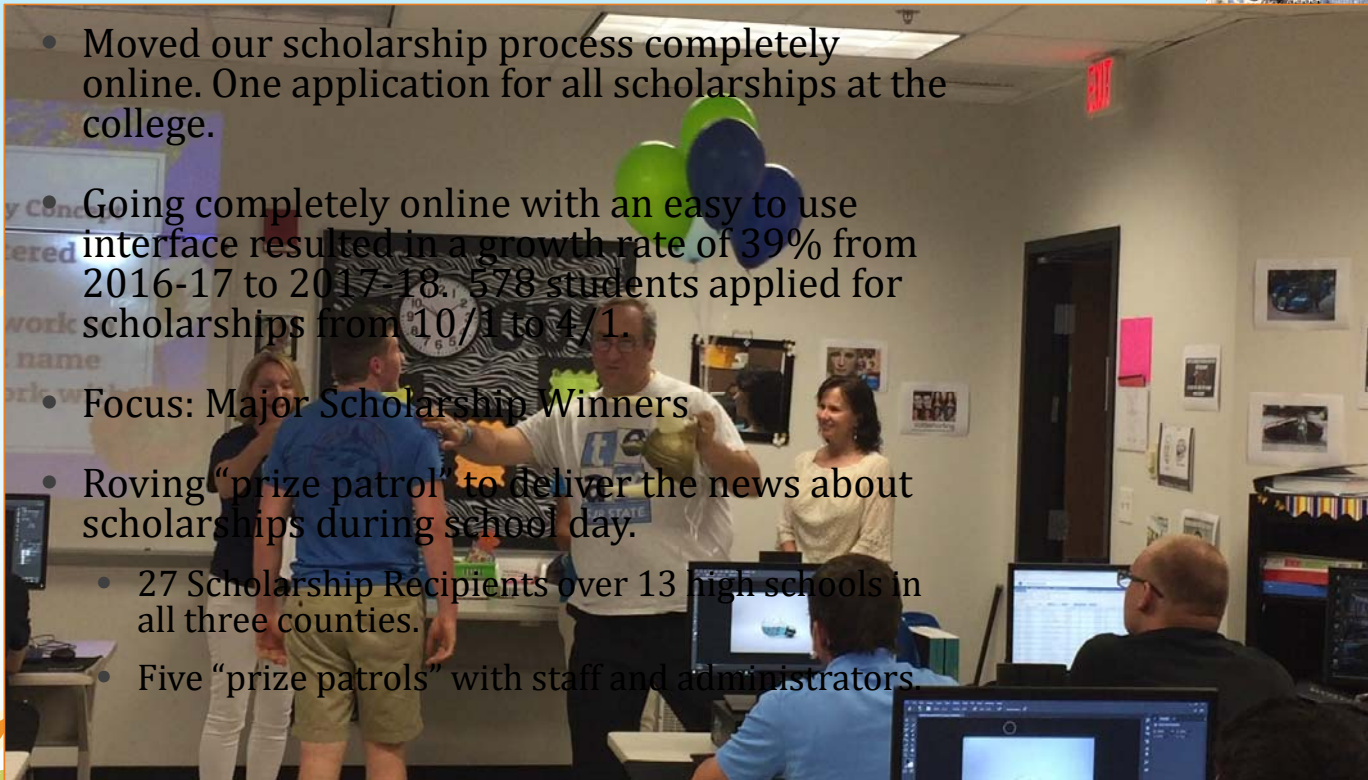 • Moved our scholarship process completely
online. One application for all scholarships at the
college.
• Going completely online with an easy to use
interface resulted in a growth rate of 39% from
2016-17 to 2017-18.  578 students applied for
scholarships from 10/1 to 4/1.
• Focus: Major Scholarship Winners
• Roving “prize patrol” to deliver the news about
scholarships during school day.
• 27 Scholarship Recipients over 13 high schools in
all three counties.
• Five “prize patrols” with staff and administrators.
EXIT
work
name
STATE